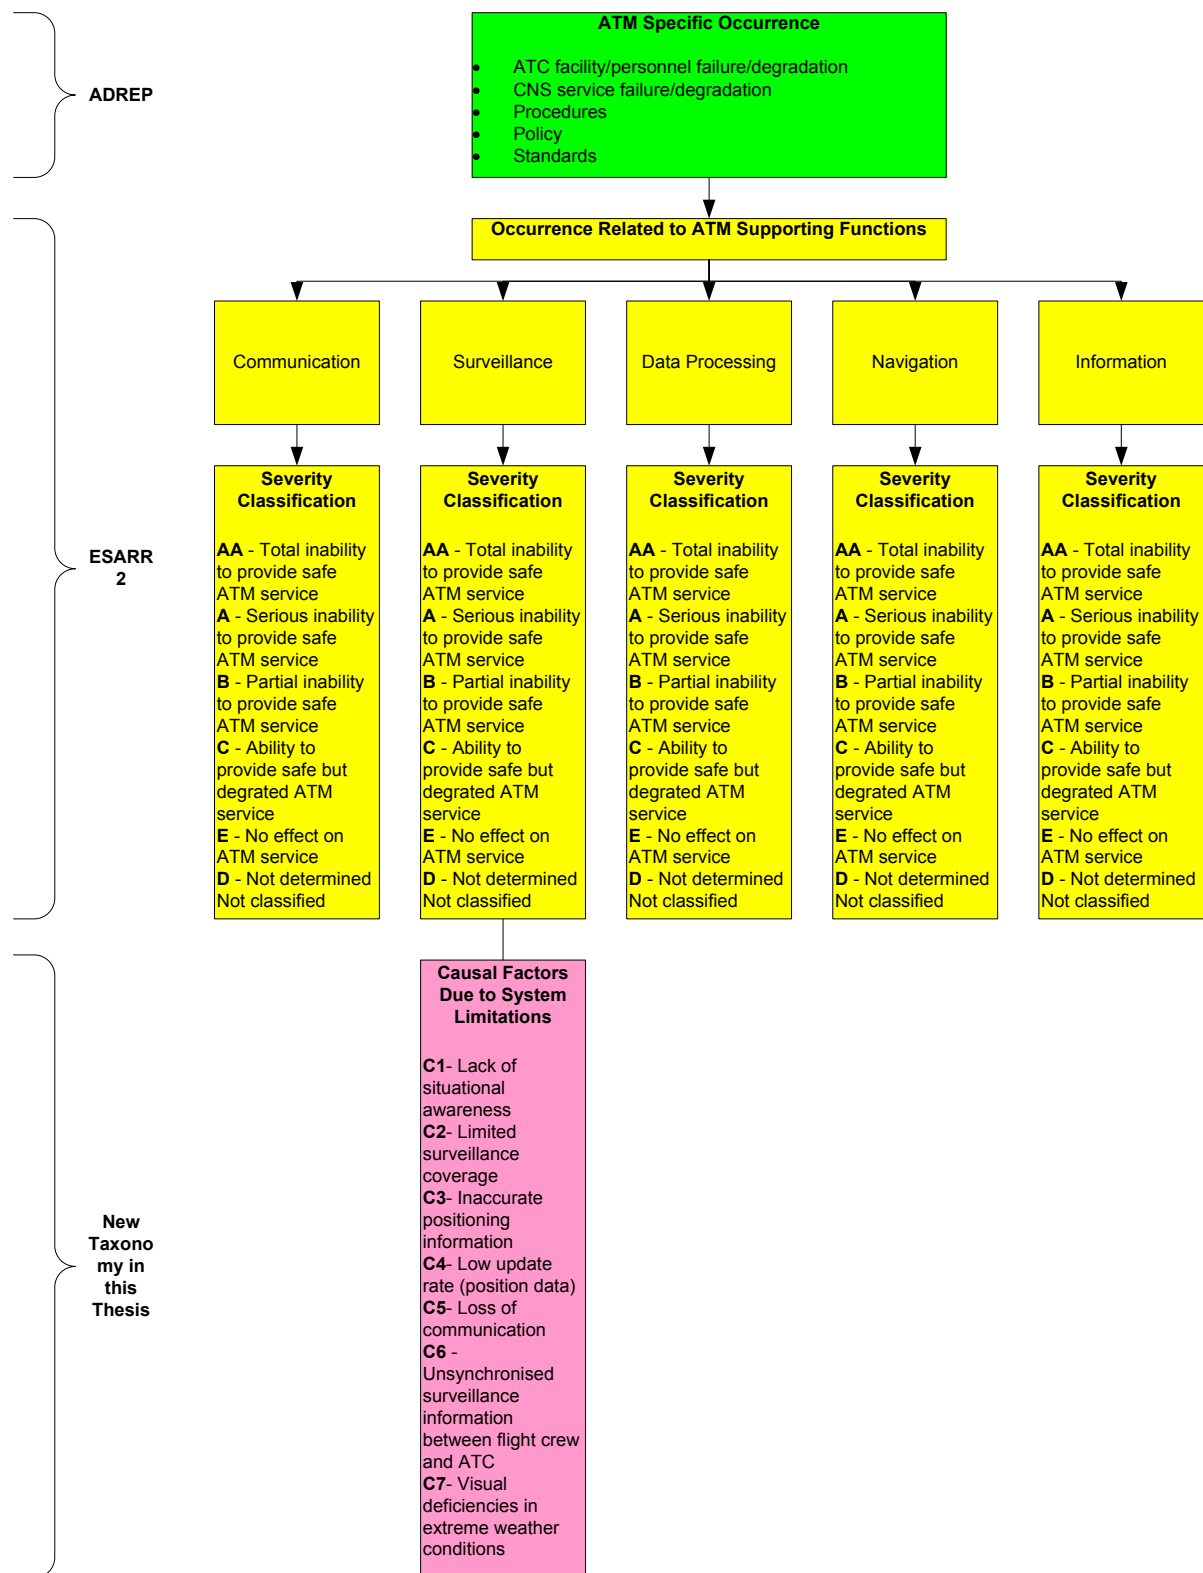 ATM Specific Occurrence
• ATC facility/personnel failure/degradation
• CNS service failure/degradation
• Procedures
• Policy
• Standards
ADREP
Occurrence Related to ATM Supporting Functions
Communication
Surveillance
Data Processing
Navigation
Information
Severity
Classification
AA - Total inability
to provide safe
ATM service
A - Serious inability
to provide safe
ATM service
B - Partial inability
to provide safe
ATM service
C - Ability to
provide safe but
degrated ATM
service
E - No effect on
ATM service
D - Not determined
Not classified
Severity
Classification
AA - Total inability
to provide safe
ATM service
A - Serious inability
to provide safe
ATM service
B - Partial inability
to provide safe
ATM service
C - Ability to
provide safe but
degrated ATM
service
E - No effect on
ATM service
D - Not determined
Not classified
Severity
Classification
AA - Total inability
to provide safe
ATM service
A - Serious inability
to provide safe
ATM service
B - Partial inability
to provide safe
ATM service
C - Ability to
provide safe but
degrated ATM
service
E - No effect on
ATM service
D - Not determined
Not classified
Severity
Classification
AA - Total inability
to provide safe
ATM service
A - Serious inability
to provide safe
ATM service
B - Partial inability
to provide safe
ATM service
C - Ability to
provide safe but
degrated ATM
service
E - No effect on
ATM service
D - Not determined
Not classified
Severity
Classification
AA - Total inability
to provide safe
ATM service
A - Serious inability
to provide safe
ATM service
B - Partial inability
to provide safe
ATM service
C - Ability to
provide safe but
degrated ATM
service
E - No effect on
ATM service
D - Not determined
Not classified
ESARR
2
Causal Factors
Due to System
Limitations
C1- Lack of
situational
awareness
C2- Limited
surveillance
coverage
C3- Inaccurate
positioning
information
C4- Low update
rate (position data)
C5- Loss of
communication
C6 -
Unsynchronised
surveillance
information
between flight crew
and ATC
C7- Visual
deficiencies in
extreme weather
conditions
New
Taxono
my in
this
Thesis